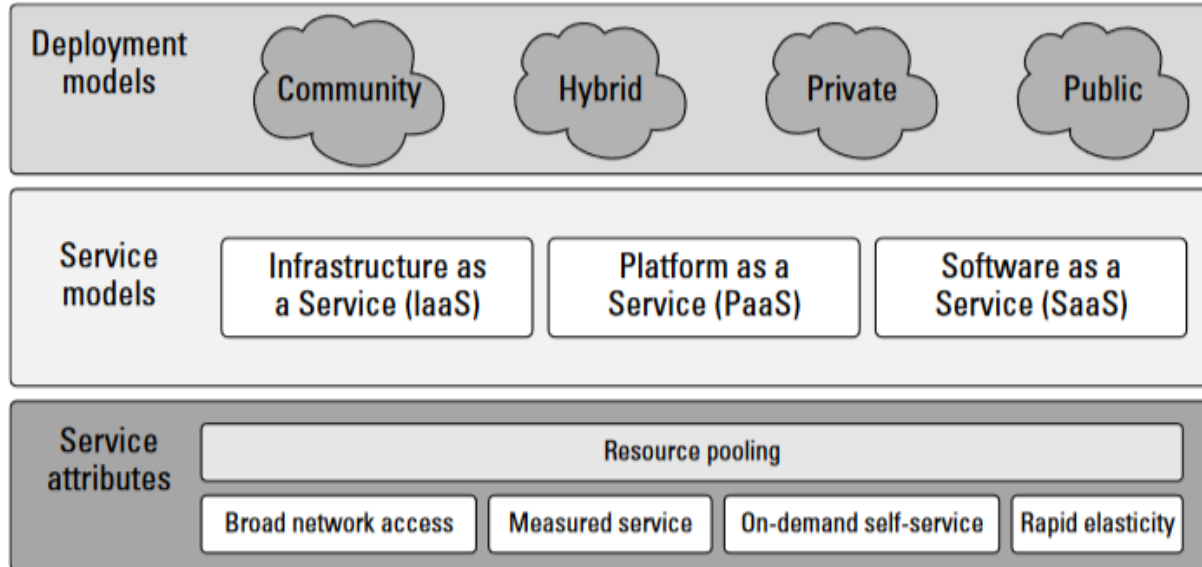 Deployment
models
Community
Hybrid
Private
Public
Service
models
Infrastructure as
a Service (IaaS)
Platform as a
Service (PaaS)
Software as a
Service (SaaS)
Service
attributes
Resource pooling
Broad network access
Measured service
On-demand self-service
Rapid elasticity